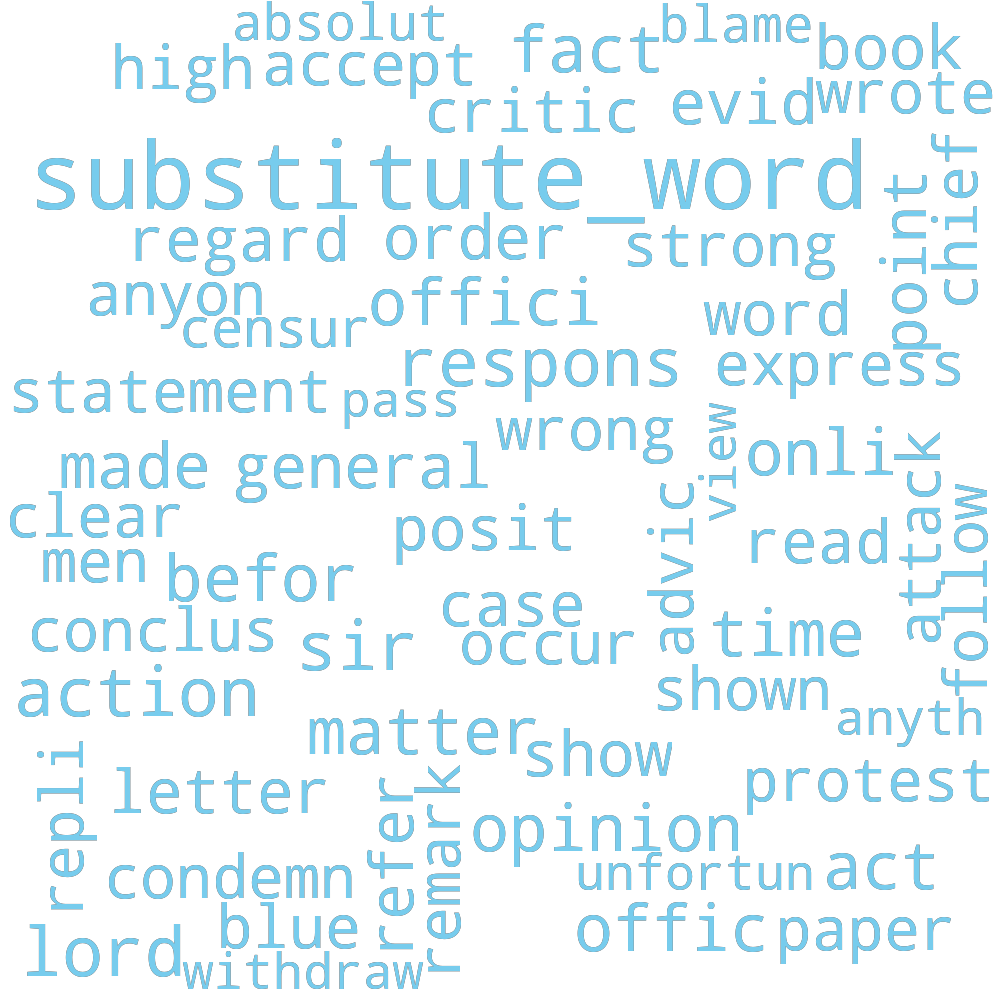 absolut
blame
high accept fact book
critic evid wrote
substitute_word
chief
point
regard order strong
anyon offici word
censur
respons express
statement pass
wrong
view
onli
made general
attack
clear
posit
advic
read
follow
men befor
case
conclus sir occur time
action
shown
anyth
matter
show
repli
letter
protest
refer
remark
opinion
condemn
unfortun act
blue
offic paper
lord
withdraw